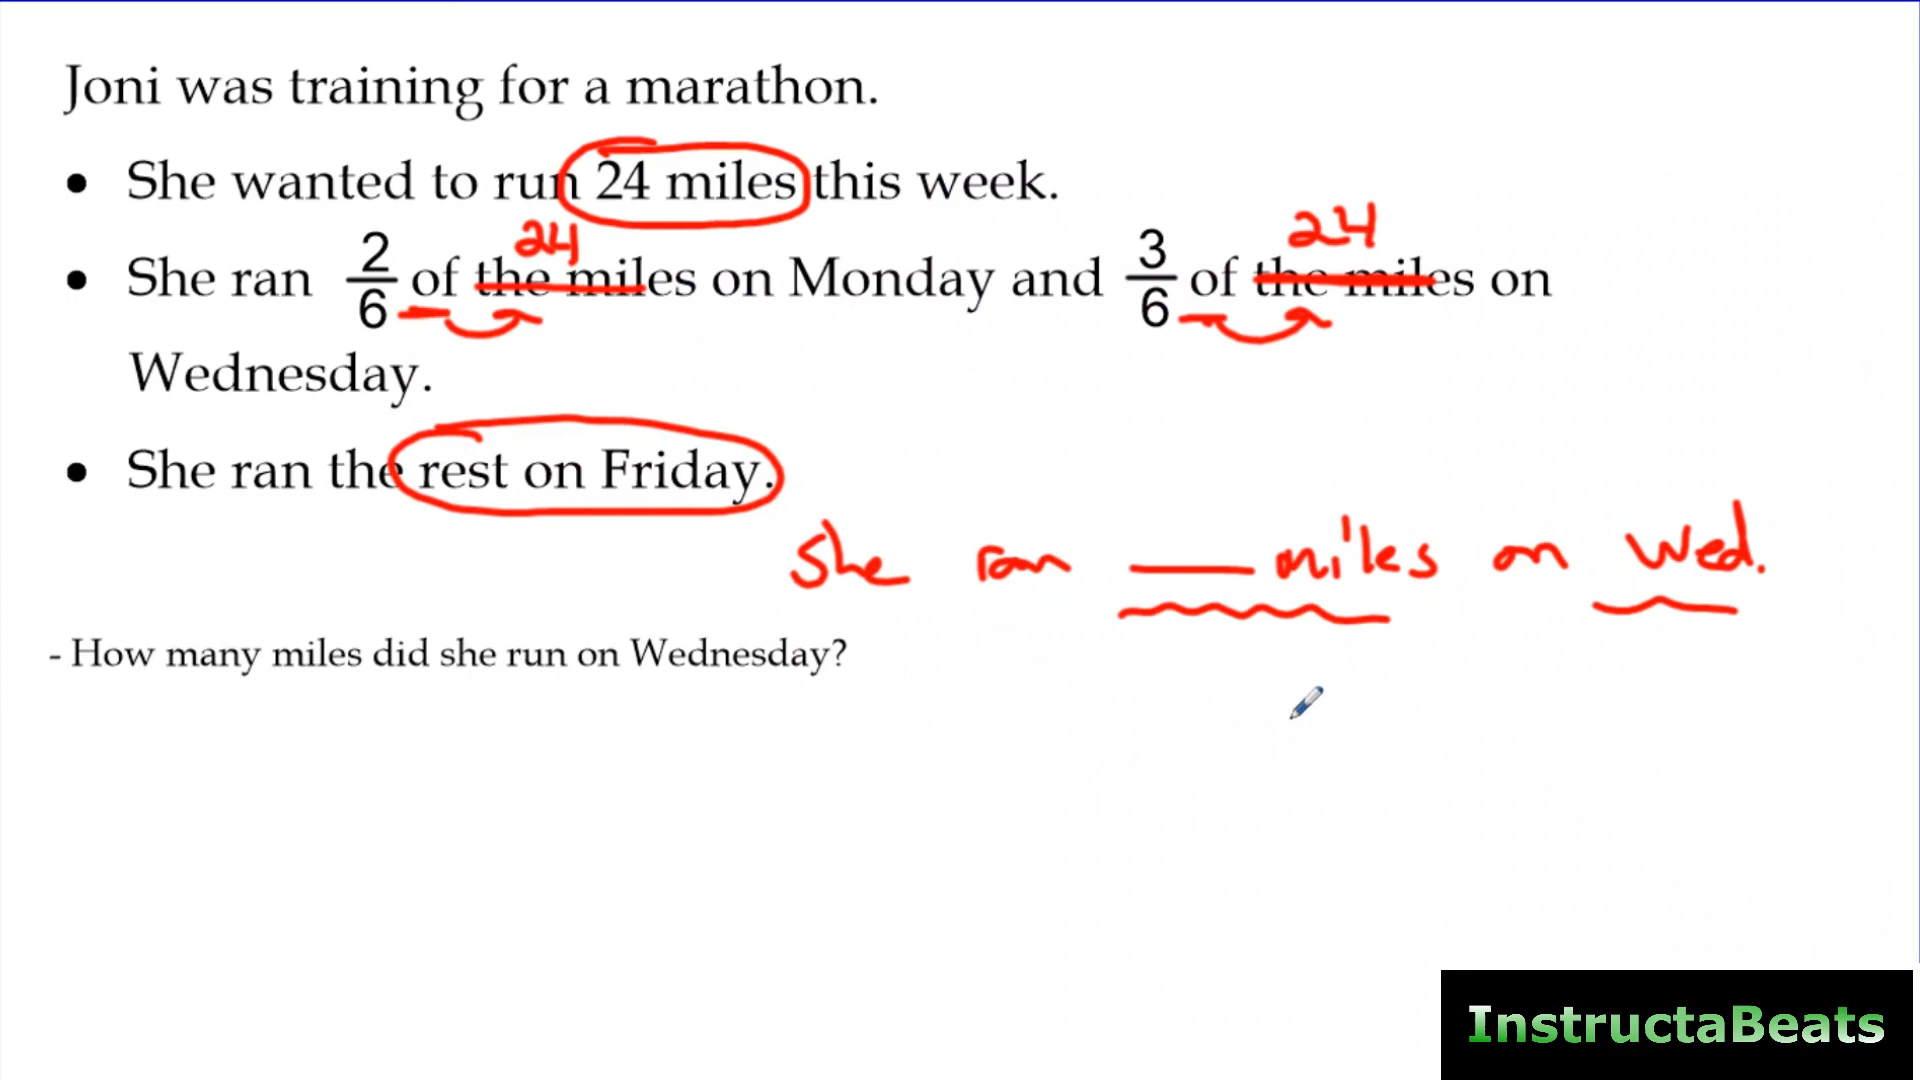 Joni was training for a marathon.
• She wanted to run 24 miles this week.
24 24
• She ran 2/6 of the miles on Monday and 3/6 of the miles on
Wednesday.
• She ran the rest on Friday.
She ran ___ miles on Wed.
- How many miles did she run on Wednesday?
InstructaBeats